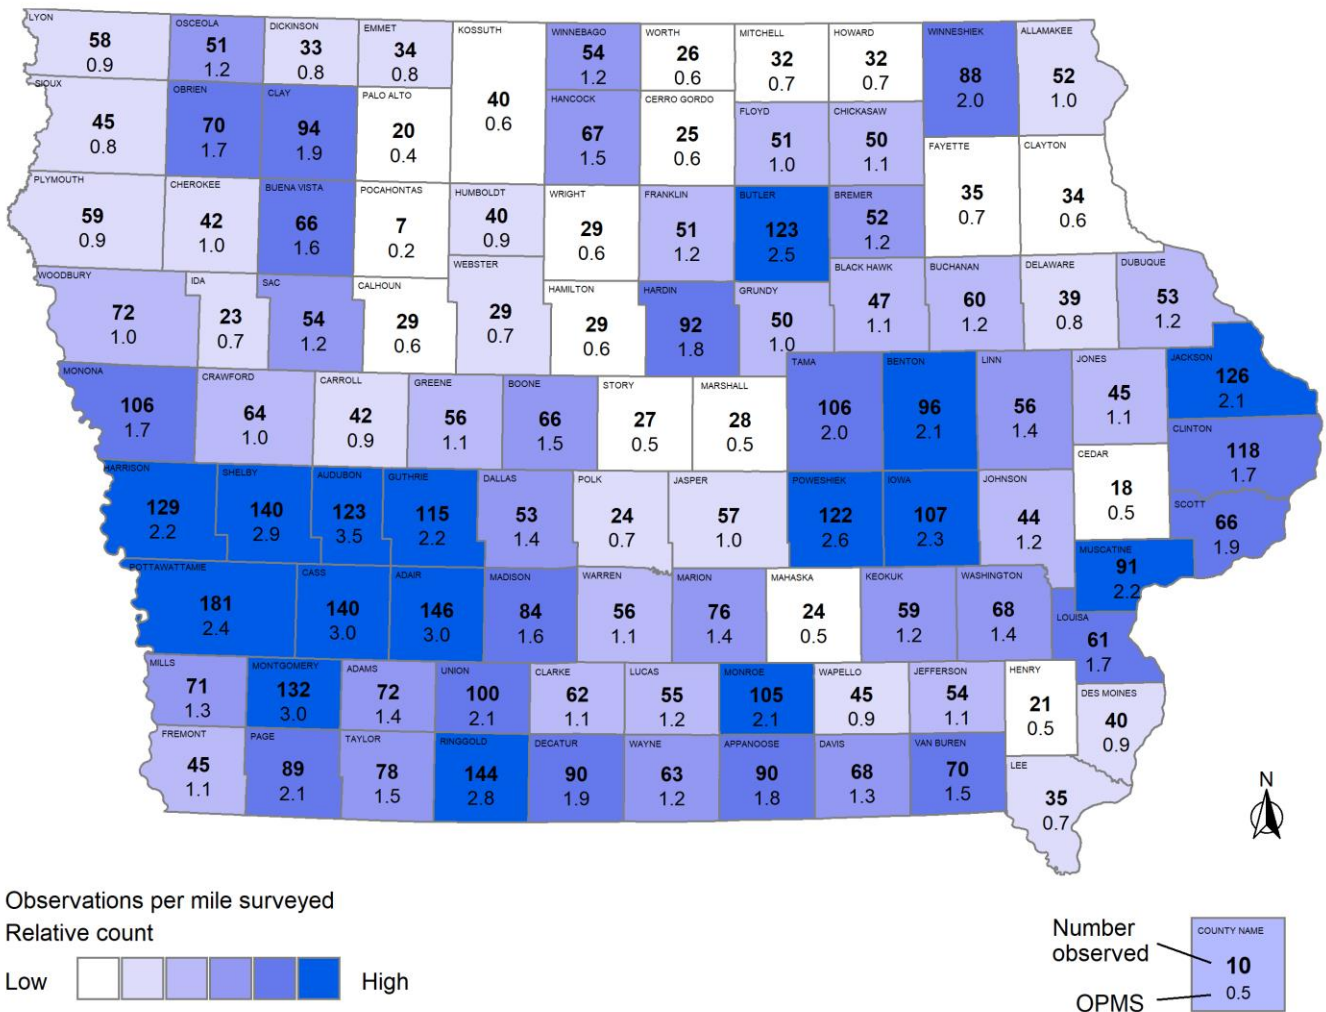 LYON
58
0.9
OSCEOLA
51
1.2
DICKINSON
33
0.8
EMMET
34
0.8
KOSSUTH
40
0.6
WINNEBAGO
54
1.2
WORTH
26
0.6
MITCHELL
32
0.7
HOWARD
32
0.7
WINNESHIEK
88
2.0
ALLAMAKEE
52
1.0
SIOUX
45
0.8
OBRIEN
70
1.7
CLAY
94
1.9
PALO ALTO
20
0.4
HANCOCK
67
1.5
CERRO GORDO
25
0.6
FLOYD
51
1.0
CHICKASAW
50
1.1
FAYETTE
35
0.7
CLAYTON
34
0.6
PLYMOUTH
59
0.9
CHEROKEE
42
1.0
BUENA VISTA
66
1.6
POCAHONTAS
7
0.2
HUMBOLDT
40
0.9
WRIGHT
29
0.6
FRANKLIN
51
1.2
BUTLER
123
2.5
BREMER
52
1.2
WOODBURY
72
1.0
IDA
23
0.7
SAC
54
1.2
CALHOUN
29
0.6
WEBSTER
29
0.7
HAMILTON
29
0.6
HARDIN
92
1.8
GRUNDY
50
1.0
BLACK HAWK
47
1.1
BUCHANAN
60
1.2
DELAWARE
39
0.8
DUBUQUE
53
1.2
MONONA
106
1.7
CRAWFORD
64
1.0
CARROLL
42
0.9
GREENE
56
1.1
BOONE
66
1.5
STORY
27
0.5
MARSHALL
28
0.5
TAMA
106
2.0
BENTON
96
2.1
LINN
56
1.4
JONES
45
1.1
JACKSON
126
2.1
CLINTON
118
1.7
CEDAR
18
0.5
SCOTT
66
1.9
HARRISON
129
2.2
SHELBY
140
2.9
AUDUBON
123
3.5
GUTHRIE
115
2.2
DALLAS
53
1.4
POLK
24
0.7
JASPER
57
1.0
POWESHIEK
122
2.6
IOWA
107
2.3
JOHNSON
44
1.2
MUSCATINE
91
2.2
POTTAWATTAMIE
181
2.4
CASS
140
3.0
ADAIR
146
3.0
MADISON
84
1.6
WARREN
56
1.1
MARION
76
1.4
MAHASKA
24
0.5
KEOKUK
59
1.2
WASHINGTON
68
1.4
LOUISA
61
1.7
MILLS
71
1.3
MONTGOMERY
132
3.0
ADAMS
72
1.4
UNION
100
2.1
CLARKE
62
1.1
LUCAS
55
1.2
MONROE
105
2.1
WAPELLO
45
0.9
JEFFERSON
54
1.1
HENRY
21
0.5
DES MOINES
40
0.9
FREMONT
45
1.1
PAGE
89
2.1
TAYLOR
78
1.5
RINGGOLD
144
2.8
DECATUR
90
1.9
WAYNE
63
1.2
APPANOOSE
90
1.8
DAVIS
68
1.3
VAN BUREN
70
1.5
LEE
35
0.7
N
Observations per mile surveyed
Relative count
Low
High
Number
observed
OPMS
COUNTY NAME
10
0.5